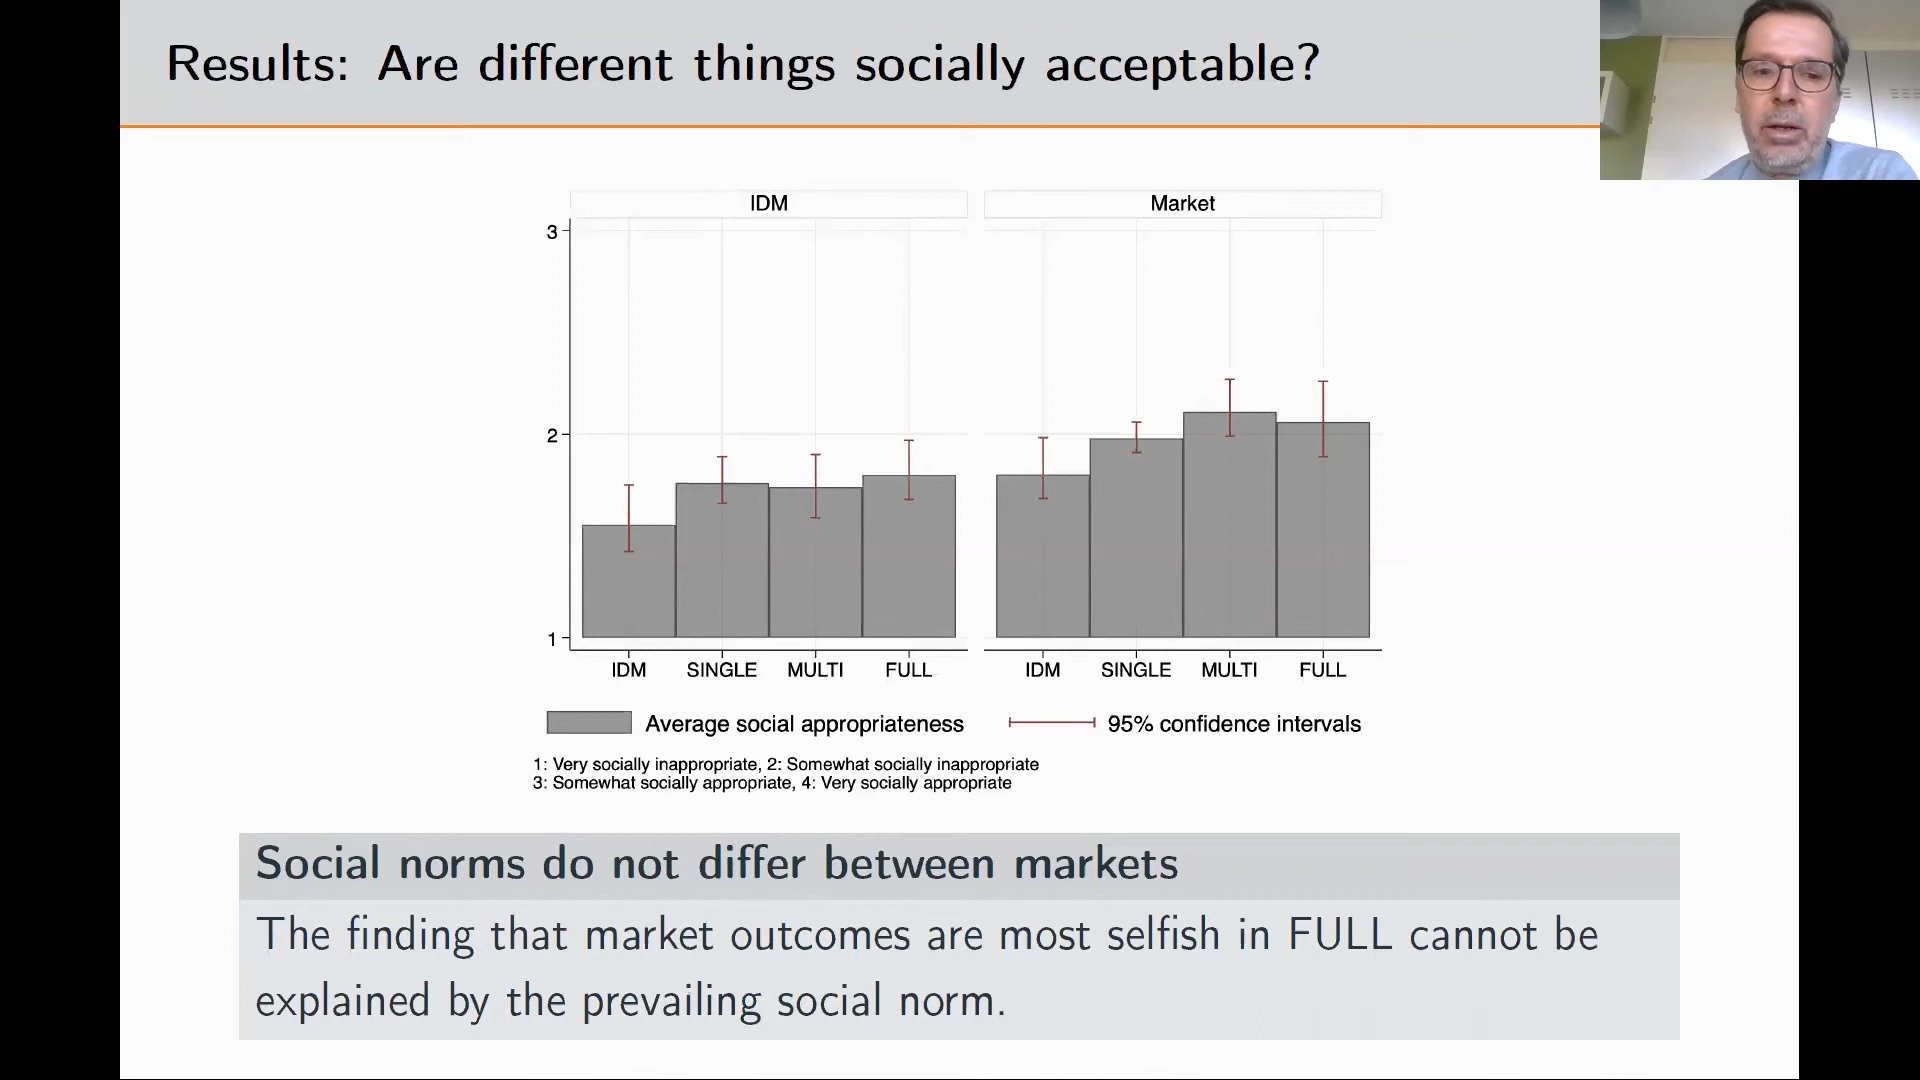 Results: Are different things socially acceptable?
IDM
Market
3
2
1
IDM SINGLE MULTI FULL
IDM SINGLE MULTI FULL
Average social appropriateness
95% confidence intervals
1: Very socially inappropriate, 2: Somewhat socially inappropriate
3: Somewhat socially appropriate, 4: Very socially appropriate
Social norms do not differ between markets
The finding that market outcomes are most selfish in FULL cannot be
explained by the prevailing social norm.